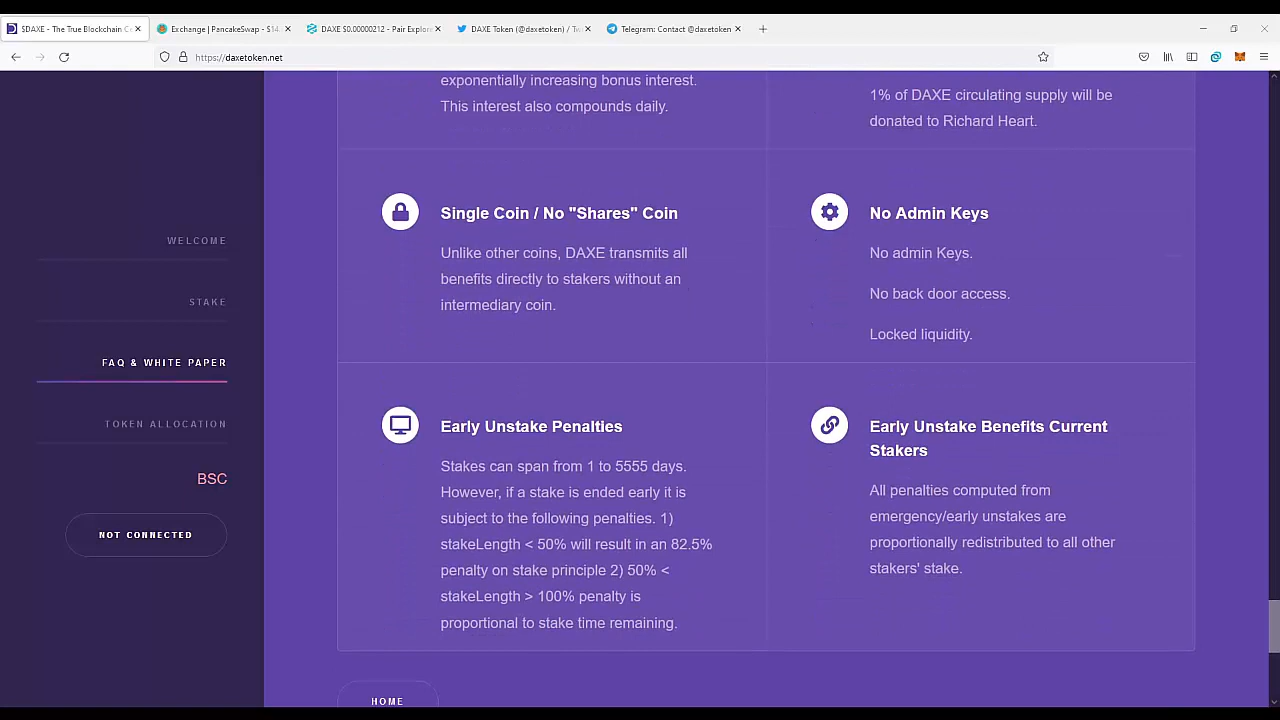 $DAXE - The True Blockchain C
Exchange | PancakeSwap - $14.
DAXE $0.00000212 - Pair Explor
DAXE Token (@daxetoken) / Tw
Telegram: Contact @daxetoken
https://daxetoken.net
WELCOME
STAKE
FAQ & WHITE PAPER
TOKEN ALLOCATION
BSC
NOT CONNECTED
exponentially increasing bonus interest.
This interest also compounds daily.
1% of DAXE circulating supply will be
donated to Richard Heart.
Single Coin / No "Shares" Coin
Unlike other coins, DAXE transmits all
benefits directly to stakers without an
intermediary coin.
No Admin Keys
No admin Keys.
No back door access.
Locked liquidity.
Early Unstake Penalties
Stakes can span from 1 to 5555 days.
However, if a stake is ended early it is
subject to the following penalties. 1)
stakeLength < 50% will result in an 82.5%
penalty on stake principle 2) 50% <
stakeLength > 100% penalty is
proportional to stake time remaining.
Early Unstake Benefits Current
Stakers
All penalties computed from
emergency/early unstakes are
proportionally redistributed to all other
stakers' stake.
HOME